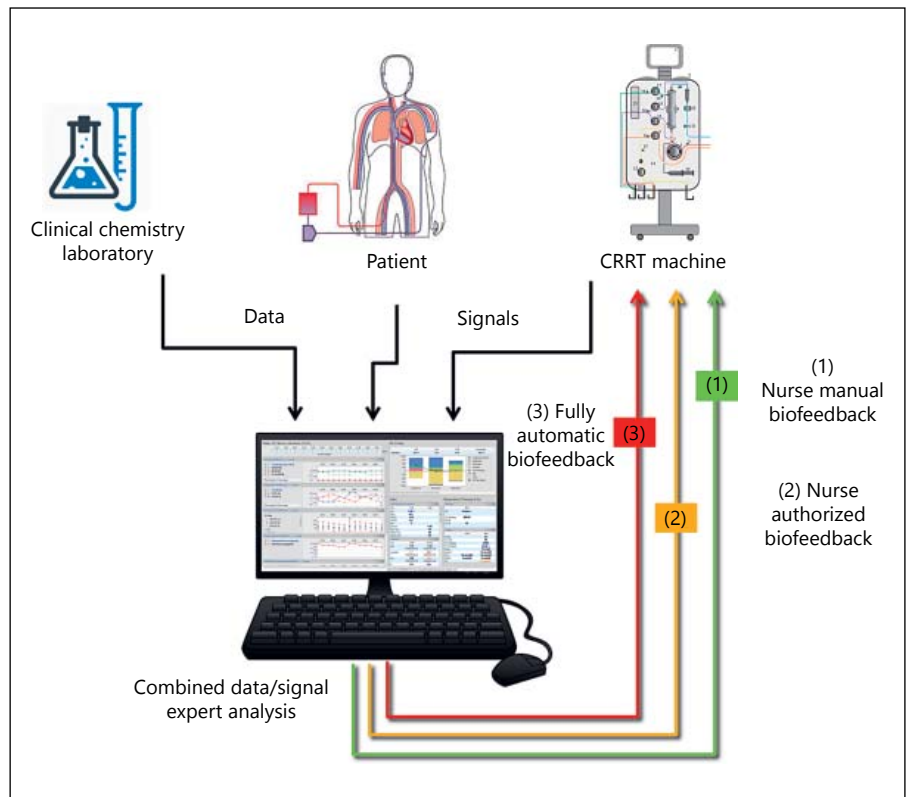 Clinical chemistry
laboratory
Patient
CRRT machine
Data
Signals
(1)
Nurse manual
biofeedback
(3) Fully
automatic
biofeedback
(3)
(1)
(2)
(2) Nurse
authorized
biofeedback
Combined data/signal
expert analysis